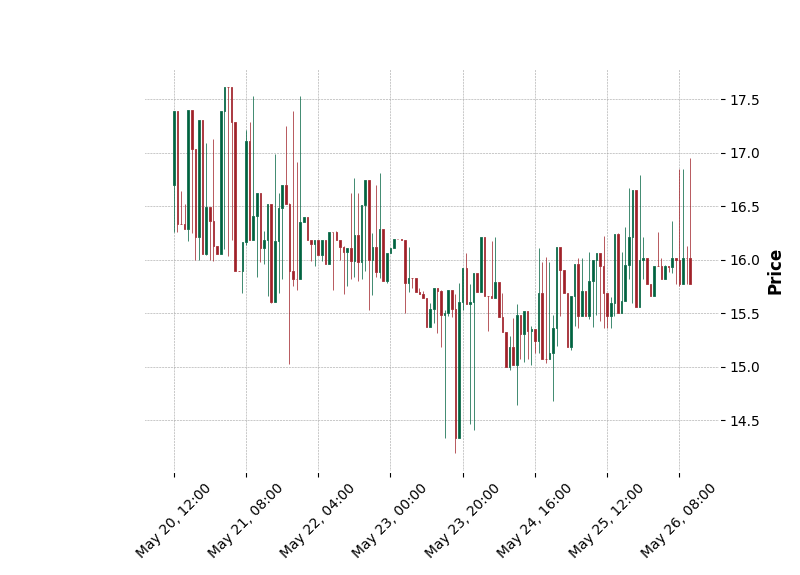 17.5
17.0
16.5
16.0
15.5
15.0
14.5
Price
May 20, 12:00
May 21, 08:00
May 22, 04:00
May 23, 00:00
May 23, 20:00
May 24, 16:00
May 25, 12:00
May 26, 08:00